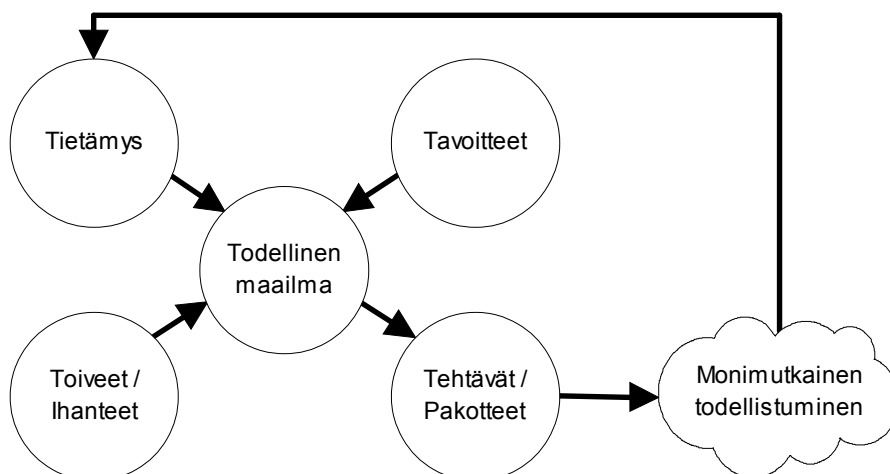 Tietämys
Tavoitteet
Todellinen
maailma
Toiveet /
Ihanteet
Tehtävät /
Pakotteet
Monimutkainen
todellistuminen